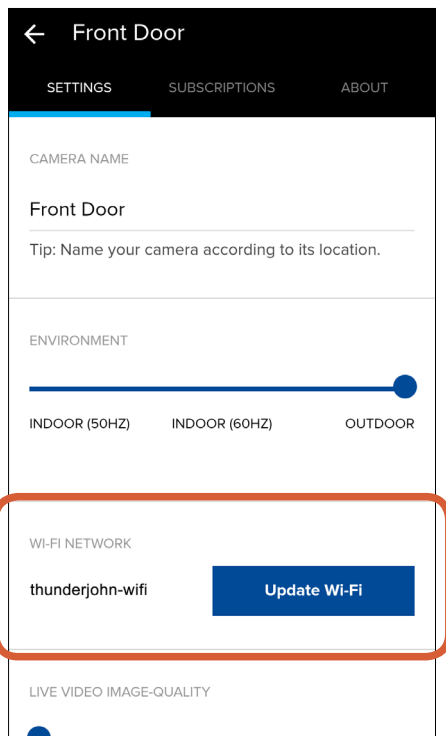 Front Door
SETTINGS SUBSCRIPTIONS ABOUT
CAMERA NAME
Front Door
Tip: Name your camera according to its location.
ENVIRONMENT
INDOOR (50HZ) INDOOR (60HZ) OUTDOOR
WI-FI NETWORK
thunderjohn-wifi Update Wi-Fi
LIVE VIDEO IMAGE-QUALITY